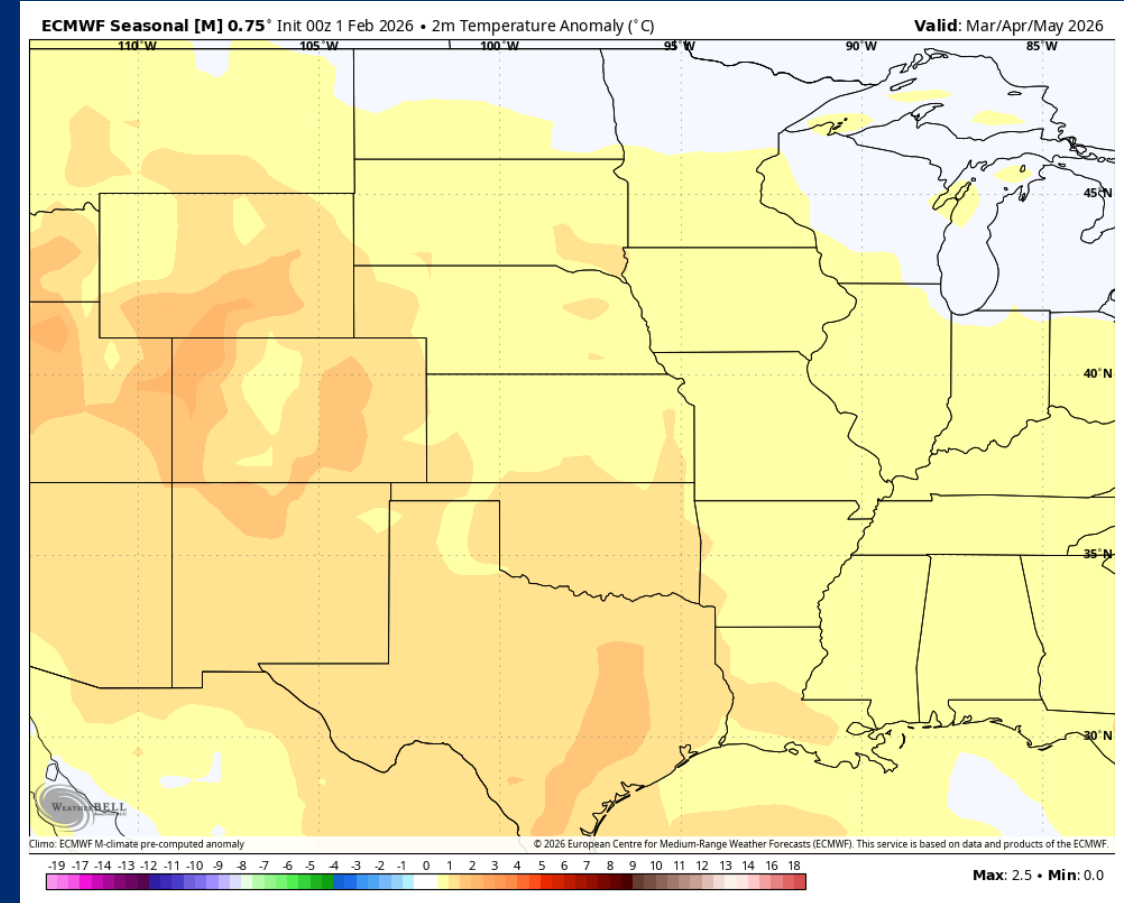 ECMWF Seasonal [M] 0.75° Init 00z 1 Feb 2026 • 2m Temperature Anomaly (°C) Valid: Mar/Apr/May 2026
110°W 105°W 100°W 95°W 90°W 85°W
45°N
40°N
35°N
30°N
WEATHERBELL
Climo: ECMWF M-climate pre-computed anomaly © 2026 European Centre for Medium-Range Weather Forecasts (ECMWF). This service is based on data and products of the ECMWF.
-19 -17 -14 -13 -12 -11 -10 -9 -8 -7 -6 -5 -4 -3 -2 -1 0 1 2 3 4 5 6 7 8 9 10 11 12 13 14 16 18
Max: 2.5 • Min: 0.0